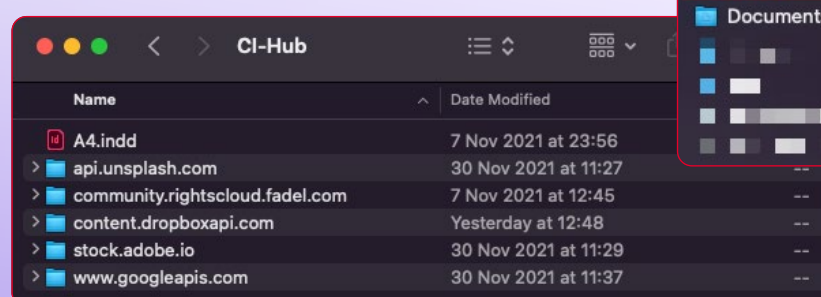 Document
CI-Hub
Name Date Modified
A4.indd 7 Nov 2021 at 23:56
api.unsplash.com 30 Nov 2021 at 11:27 --
community.rightscloud.fadel.com 7 Nov 2021 at 12:45 --
content.dropboxapi.com Yesterday at 12:48 --
stock.adobe.io 30 Nov 2021 at 11:29 --
www.googleapis.com 30 Nov 2021 at 11:37 --